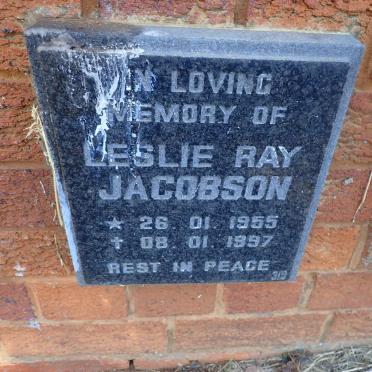 IN LOVING
MEMORY OF
LESLIE RAY
JACOBSON
★ 26 01 1955
✝ 08 01 1997
REST IN PEACE